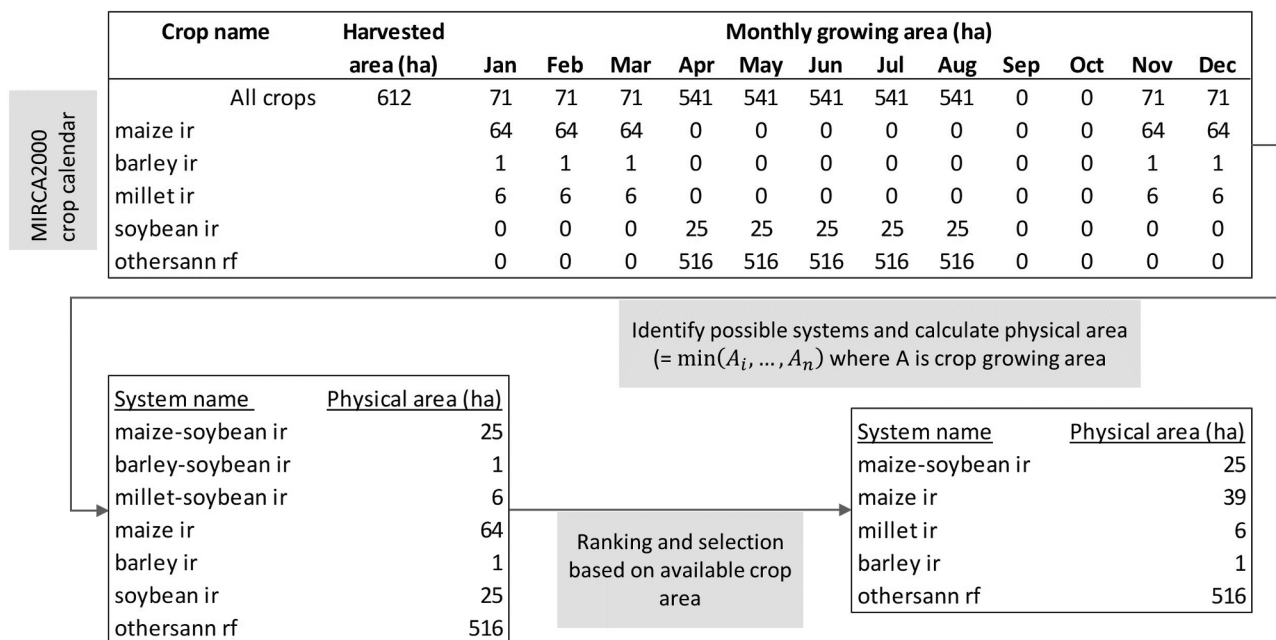 Crop name Harvested Monthly growing area (ha)
area (ha) Jan Feb Mar Apr May Jun Jul Aug Sep Oct Nov Dec
All crops 612 71 71 71 541 541 541 541 541 0 0 71 71
maize ir 64 64 64 0 0 0 0 0 0 0 64 64
barley ir 1 1 1 0 0 0 0 0 0 0 1 1
millet ir 6 6 6 0 0 0 0 0 0 0 6 6
soybean ir 0 0 0 25 25 25 25 25 0 0 0 0
othersann rf 0 0 0 516 516 516 516 516 0 0 0 0
MIRCA2000
crop calendar
Identify possible systems and calculate physical area
(= min(A_i, ... , A_n) where A is crop growing area
System name Physical area (ha)
maize-soybean ir 25
barley-soybean ir 1
millet-soybean ir 6
maize ir 64
barley ir 1
soybean ir 25
othersann rf 516
Ranking and selection
based on available crop
area
System name Physical area (ha)
maize-soybean ir 25
maize ir 39
millet ir 6
barley ir 1
othersann rf 516